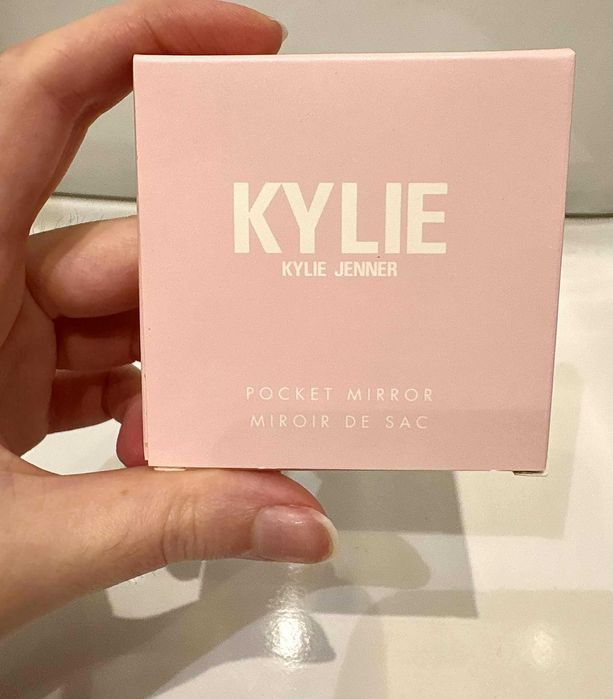 KYLIE
KYLIE JENNER
POCKET MIRROR
MIROIR DE SAC